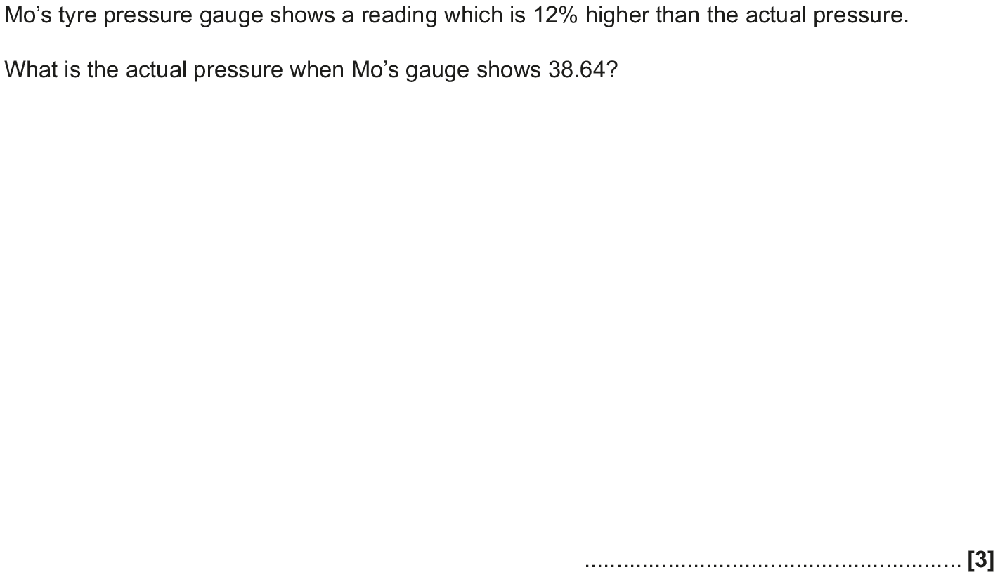 Mo’s tyre pressure gauge shows a reading which is 12% higher than the actual pressure.
What is the actual pressure when Mo’s gauge shows 38.64?
............................................................ [3]